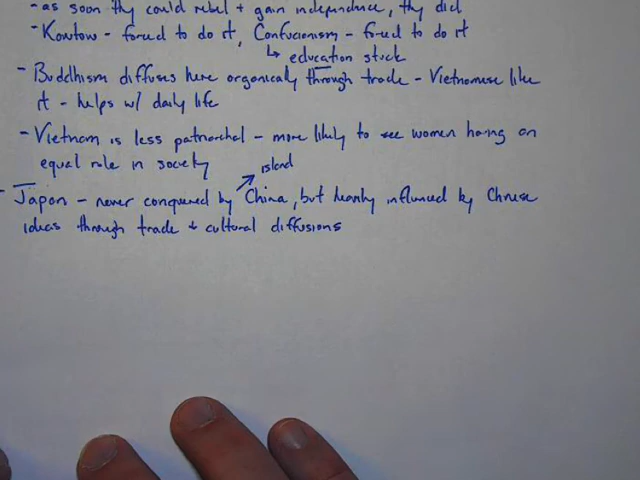 - as soon they could rebel + gain independence, they did
- Kowtow - forced to do it, Confucianism - forced to do it
↳ education stuck
- Buddhism diffuses here organically through trade - Vietnamese like
it - helps w/ daily life
- Vietnam is less patriarchal - more likely to see women having an
equal role in society
island
- Japan - never conquered by China, but heavily influenced by Chinese
ideas through trade + cultural diffusions